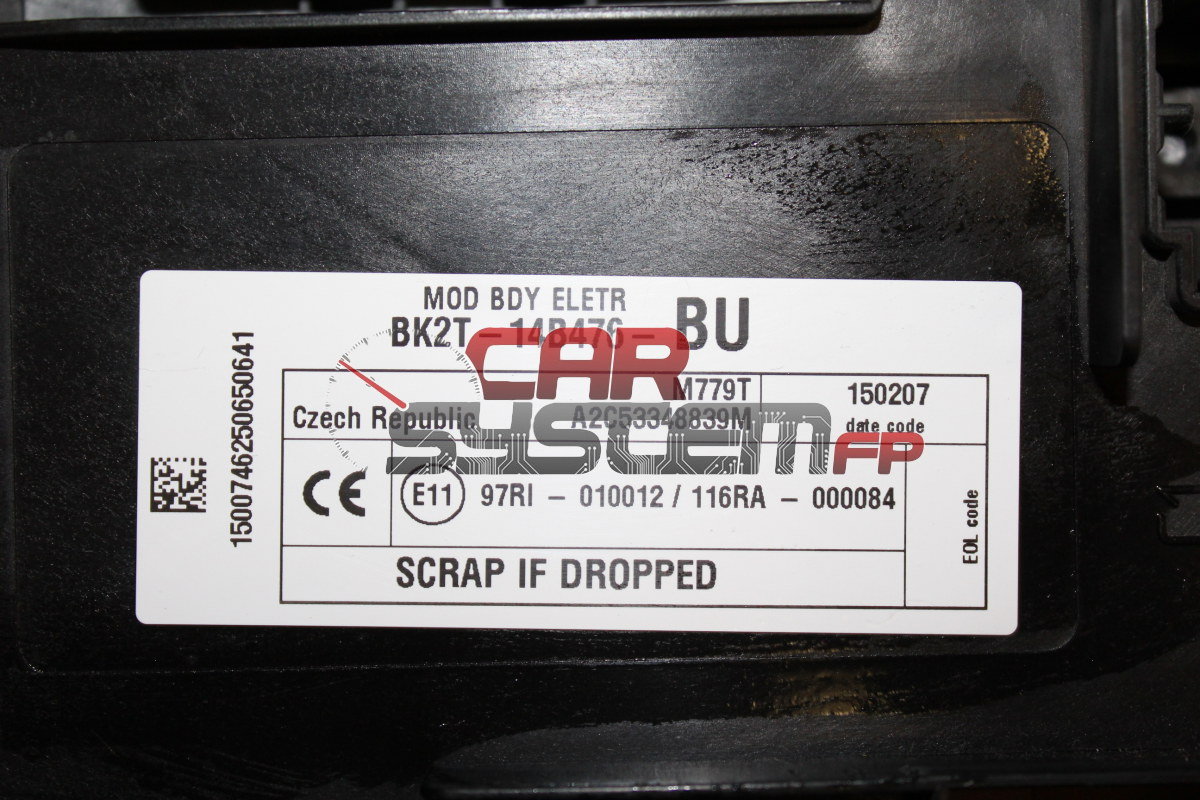 MOD BDY ELETR
BK2T - 14B476 - BU
M779T
150207
Czech Republic
A2C53348839M
date code
CE
E11
97RI - 010012 / 116RA - 000084
SCRAP IF DROPPED
EOL code
1500746250650641
CAR
SYSTEM FP